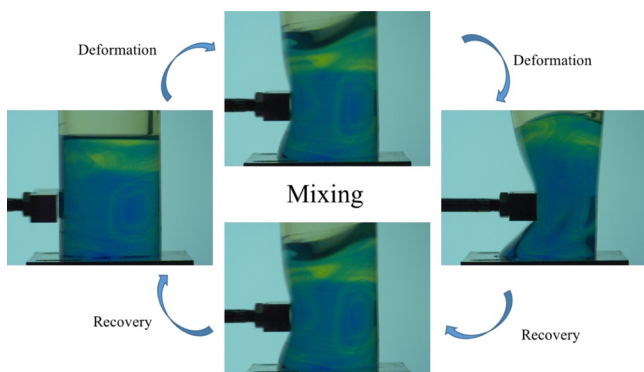 Deformation
Deformation
Mixing
Recovery
Recovery